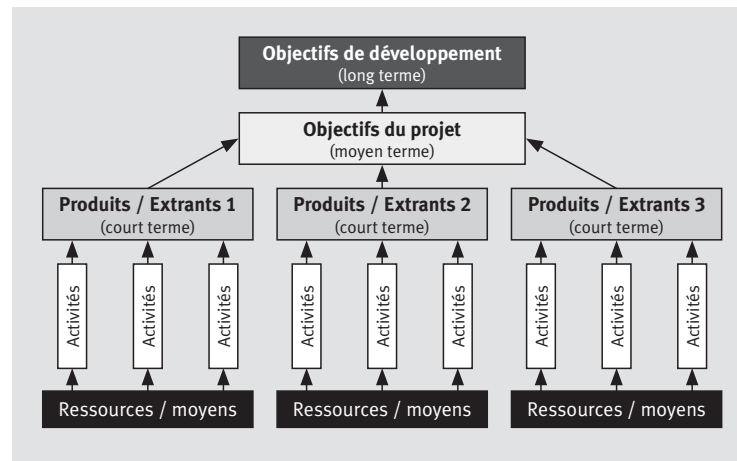 Objectifs de développement
(long terme)
Objectifs du projet
(moyen terme)
Produits / Extrants 1
(court terme)
Produits / Extrants 2
(court terme)
Produits / Extrants 3
(court terme)
Activités
Activités
Activités
Activités
Activités
Activités
Activités
Activités
Activités
Ressources / moyens
Ressources / moyens
Ressources / moyens